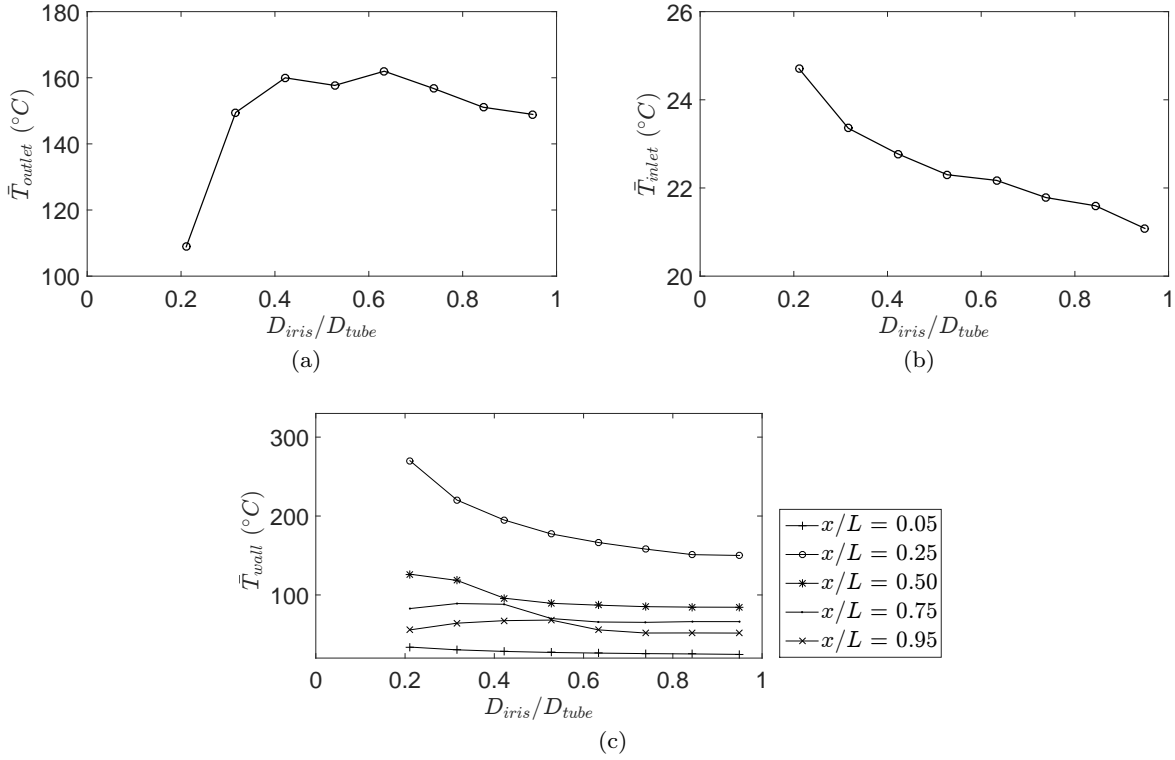 180
160
140
120
100
0 0.2 0.4 0.6 0.8 1
T̄outlet (°C)
Diris/Dtube
(a)
26
24
22
20
0 0.2 0.4 0.6 0.8 1
T̄inlet (°C)
Diris/Dtube
(b)
300
200
100
0 0.2 0.4 0.6 0.8 1
T̄wall (°C)
Diris/Dtube
x/L = 0.05
x/L = 0.25
x/L = 0.50
x/L = 0.75
x/L = 0.95
(c)